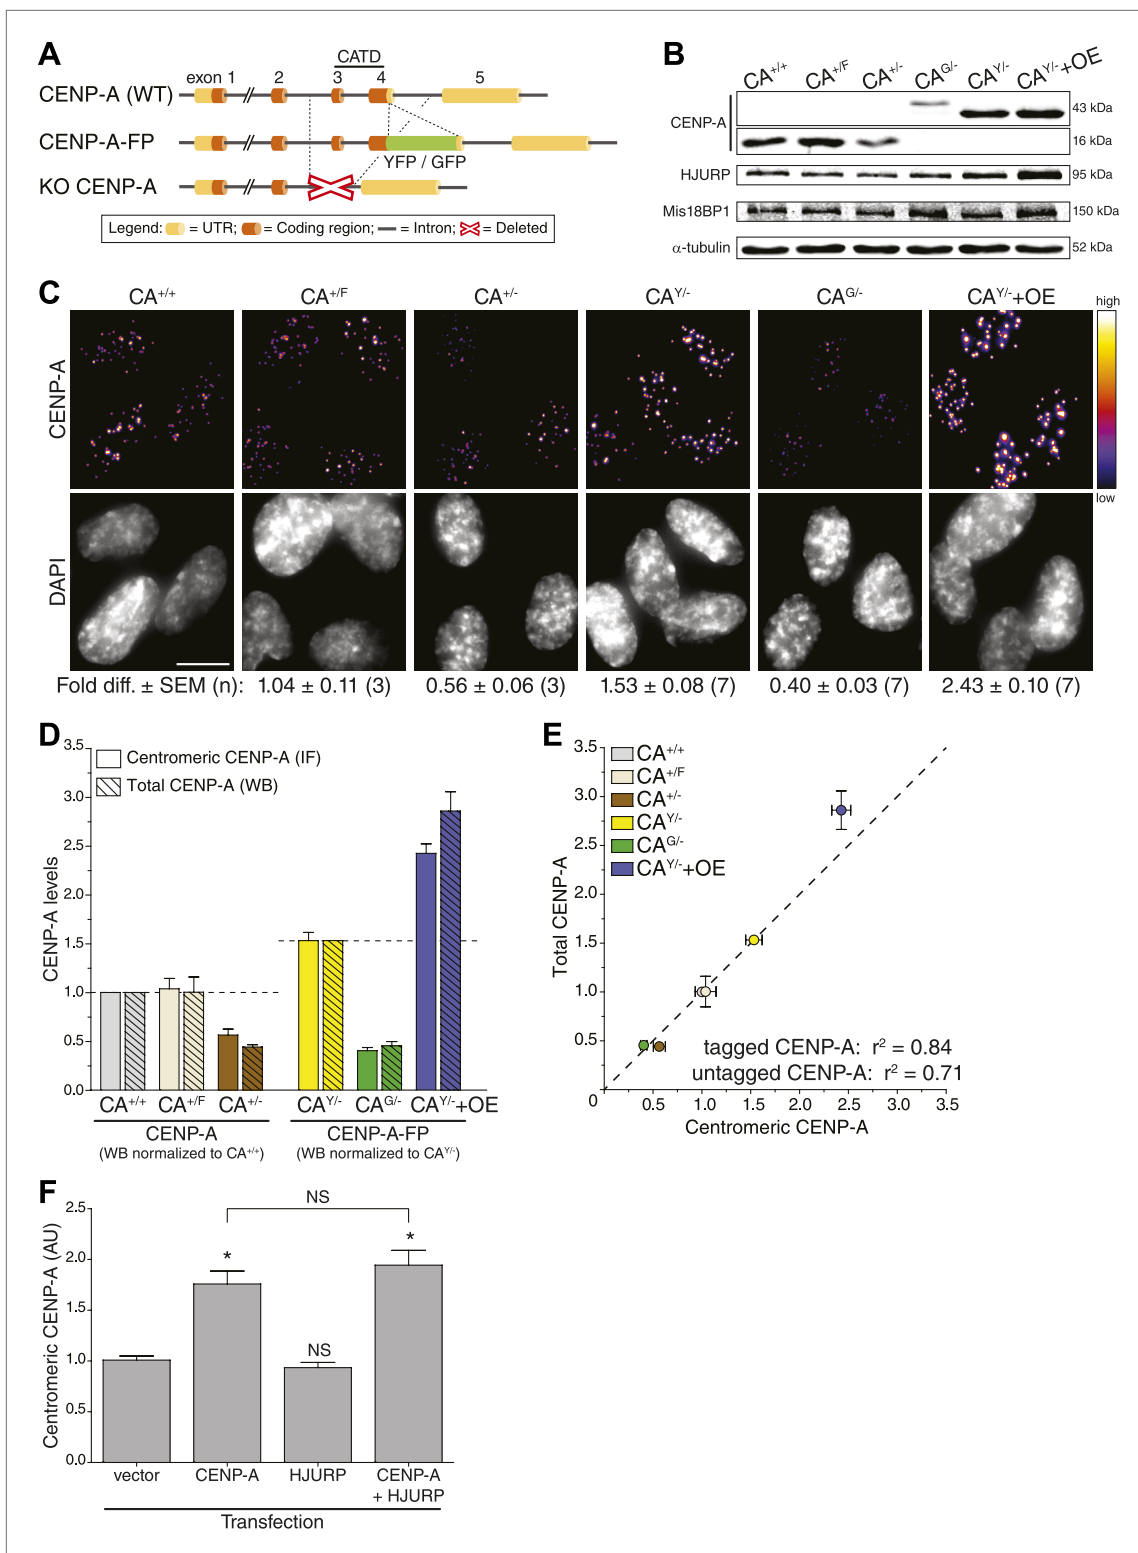 A
CATD
exon 1 2 3 4 5
CENP-A (WT)
CENP-A-FP
YFP / GFP
KO CENP-A
Legend: = UTR; = Coding region; = Intron; = Deleted
B
CA+/+ CA+/F CA+/- CAG/- CAY/- CAY/-+OE
CENP-A
43 kDa
16 kDa
HJURP 95 kDa
Mis18BP1 150 kDa
α-tubulin 52 kDa
C
CA+/+ CA+/F CA+/- CAY/- CAG/- CAY/-+OE
CENP-A
high
low
DAPI
Fold diff. ± SEM (n): 1.04 ± 0.11 (3) 0.56 ± 0.06 (3) 1.53 ± 0.08 (7) 0.40 ± 0.03 (7) 2.43 ± 0.10 (7)
D
CENP-A levels
3.5
3.0
2.5
2.0
1.5
1.0
0.5
0.0
Centromeric CENP-A (IF)
Total CENP-A (WB)
CA+/+ CA+/F CA+/- CAY/- CAG/- CAY/-+OE
CENP-A CENP-A-FP
(WB normalized to CA+/+) (WB normalized to CAY/-)
E
Total CENP-A
3.5
3.0
2.5
2.0
1.5
1.0
0.5
CA+/+
CA+/F
CA+/-
CAY/-
CAG/-
CAY/-+OE
tagged CENP-A: r2 = 0.84
untagged CENP-A: r2 = 0.71
0 0.5 1.0 1.5 2.0 2.5 3.0 3.5
Centromeric CENP-A
F
Centromeric CENP-A (AU)
2.5
2.0
1.5
1.0
0.5
0.0
NS
*
NS
*
vector CENP-A HJURP CENP-A
+ HJURP
Transfection